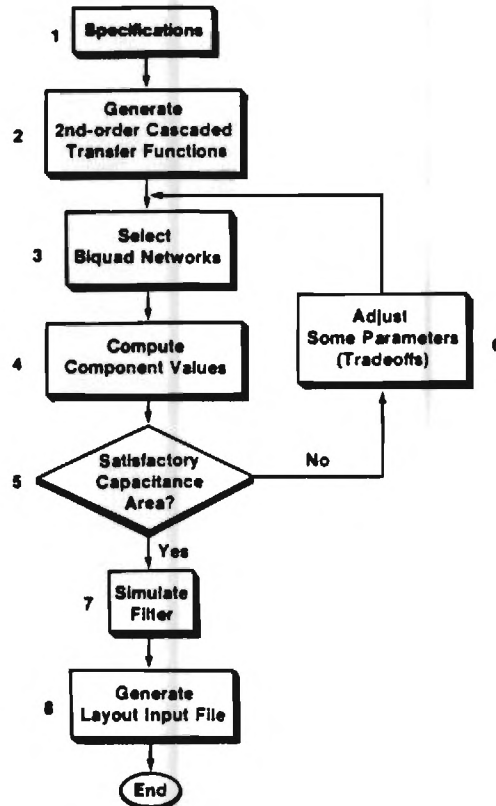 1
Specifications
2
Generate
2nd-order Cascaded
Transfer Functions
3
Select
Biquad Networks
4
Compute
Component Values
5
Satisfactory
Capacitance
Area?
No
Adjust
Some Parameters
(Tradeoffs)
6
Yes
7
Simulate
Filter
8
Generate
Layout Input File
End